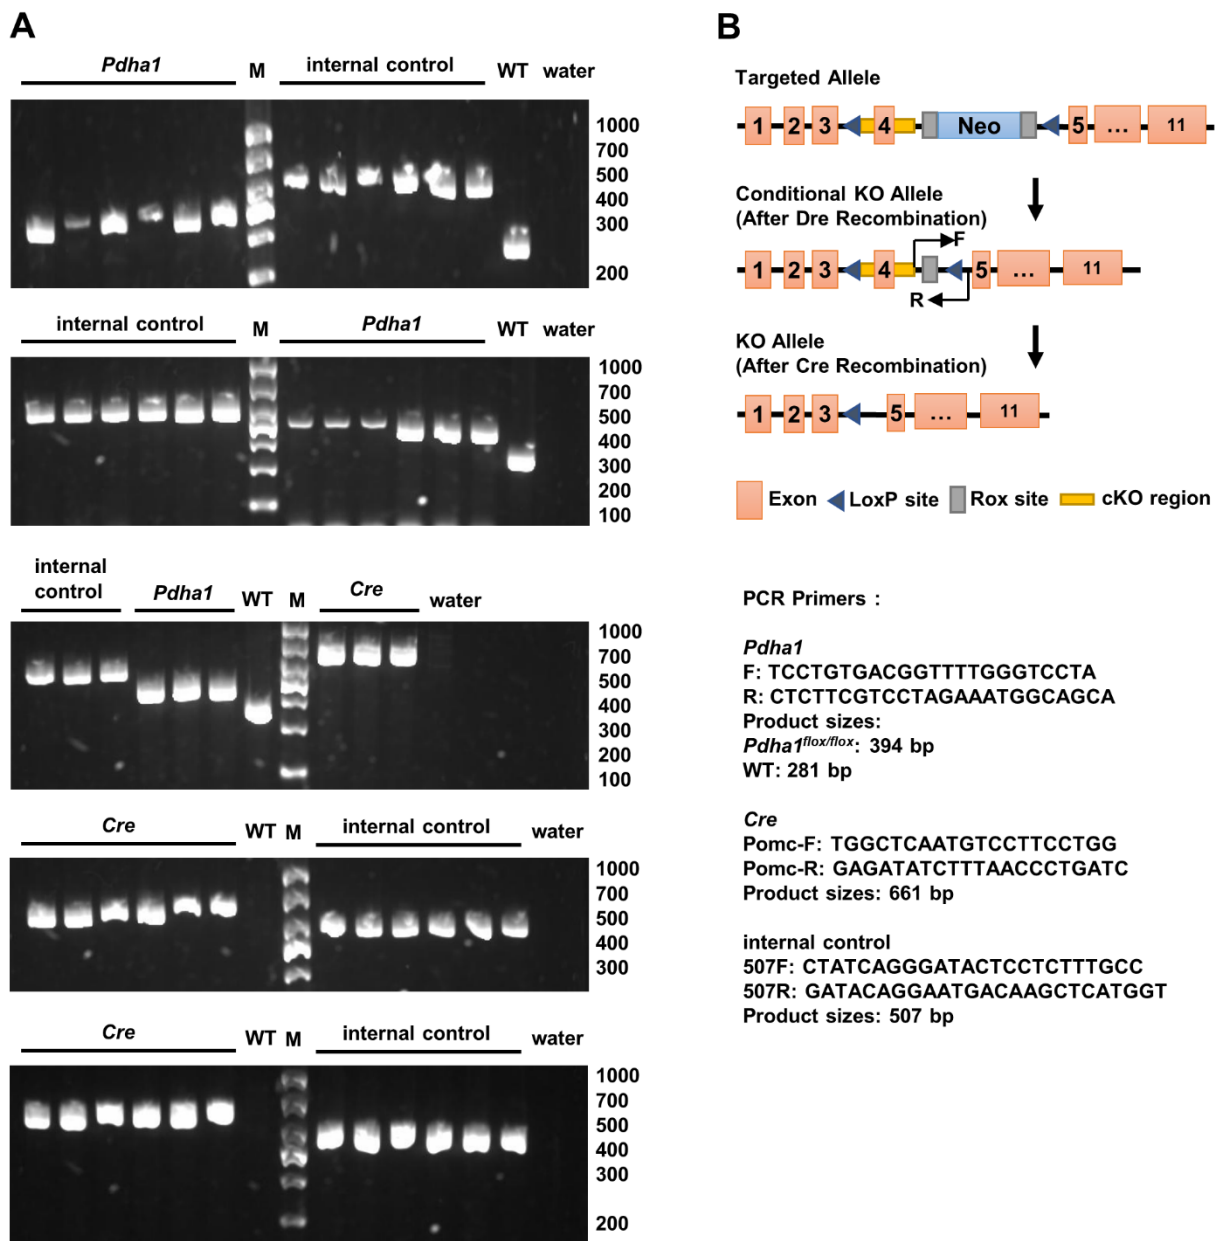 A
Pdha1 M internal control WT water
1000
700
500
400
300
200
internal control M Pdha1 WT water
1000
700
500
400
300
200
100
internal
control Pdha1 WT M Cre water
1000
700
500
400
300
200
100
Cre WT M internal control water
1000
700
500
400
300
Cre WT M internal control water
1000
700
500
400
300
200
B
Targeted Allele
1 2 3 4 Neo 5 ... 11
Conditional KO Allele
(After Dre Recombination)
F
1 2 3 4 5 ... 11
R
KO Allele
(After Cre Recombination)
1 2 3 5 ... 11
Exon LoxP site Rox site cKO region
PCR Primers :
Pdha1
F: TCCTGTGACGGTTTTGGGTCCTA
R: CTCTTCGTCCTAGAAATGGCAGCA
Product sizes:
Pdha1flox/flox: 394 bp
WT: 281 bp
Cre
Pomc-F: TGGCTCAATGTCCTTCCTGG
Pomc-R: GAGATATCTTTAACCCTGATC
Product sizes: 661 bp
internal control
507F: CTATCAGGGATACTCCTCTTTGCC
507R: GATACAGGAATGACAAGCTCATGGT
Product sizes: 507 bp